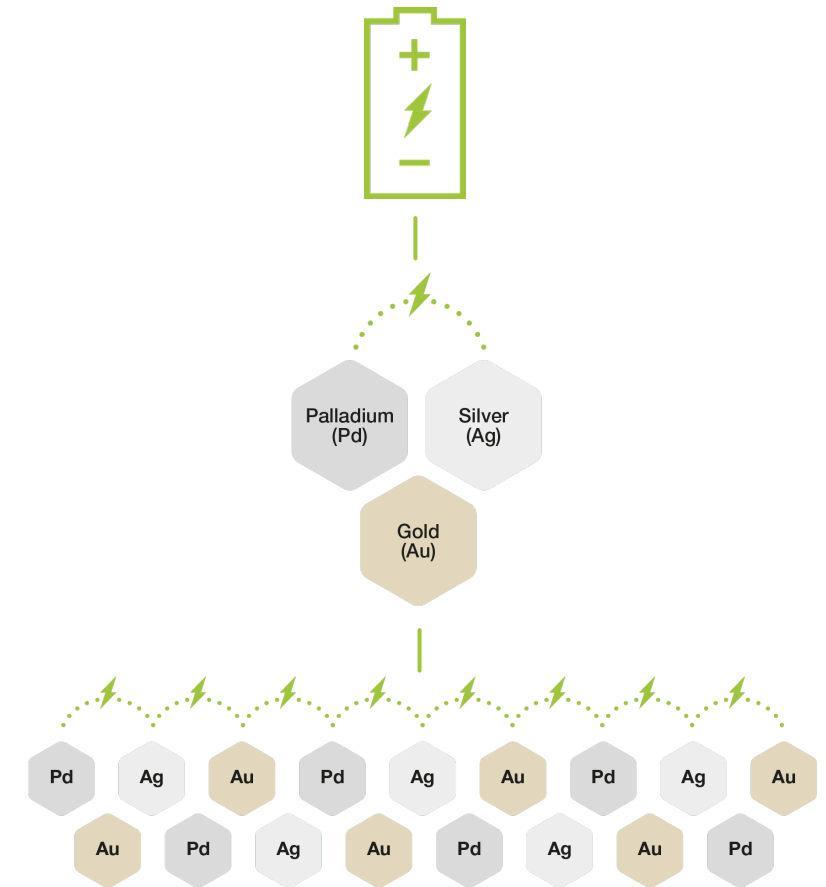 +
−
Palladium
(Pd)
Silver
(Ag)
Gold
(Au)
Pd Ag Au Pd Ag Au Pd Ag Au
Au Pd Ag Au Pd Ag Au Pd